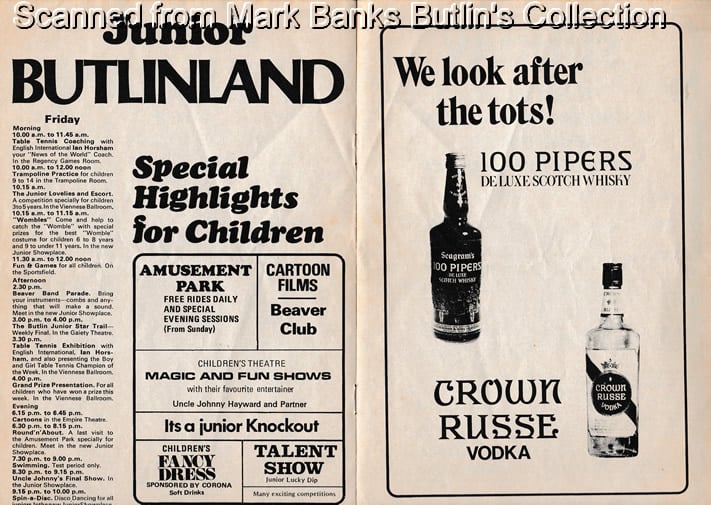 Scanned from Mark Banks Butlin's Collection
Junior
BUTLINLAND
Friday
Morning
10.00 a.m. to 11.45 a.m.
Table Tennis Coaching with
English International Ian Horsham
your "News of the World" Coach.
In the Regency Games Room.
10.00 a.m. to 12.00 noon
Trampoline Practice for children
9 to 14 in the Trampoline Room.
10.15 a.m.
The Junior Lovelies and Escort.
A competition specially for children
3to5 years. In the Viennese Ballroom.
10.15 a.m. to 11.15 a.m.
"Wombles" Come and help to
catch the "Womble" with special
prizes for the best "Womble"
costume for children 6 to 8 years
and 9 to under 11 years. In the new
Junior Showplace.
11.30 a.m. to 12.00 noon
Fun & Games for all children. On
the Sportsfield.
Afternoon
2.30 p.m.
Beaver Band Parade. Bring
your instruments—combs and any-
thing that will make a sound.
Meet in the new Junior Showplace.
3.00 p.m. to 4.00 p.m.
The Butlin Junior Star Trail—
Weekly Final. In the Gaiety Theatre.
3.30 p.m.
Table Tennis Exhibition with
English International, Ian Hors-
ham, and also presenting the Boy
and Girl Table Tennis Champion of
the Week. In the Viennese Ballroom.
4.00 p.m.
Grand Prize Presentation. For all
children who have won a prize this
week. In the Viennese Ballroom.
Evening
6.15 p.m. to 6.45 p.m.
Cartoons in the Empire Theatre.
6.30 p.m. to 8.15 p.m.
Round'n'About. A last visit to
the Amusement Park specially for
children. Meet in the new Junior
Showplace.
7.30 p.m. to 9.00 p.m.
Swimming. Test period only.
8.30 p.m. to 9.15 p.m.
Uncle Johnny's Final Show. In
the Junior Showplace.
9.15 p.m. to 10.00 p.m.
Spin-a-Disc. Disco Dancing for all
Special
Highlights
for Children
AMUSEMENT
PARK
FREE RIDES DAILY
AND SPECIAL
EVENING SESSIONS
(From Sunday)
CARTOON
FILMS
Beaver
Club
CHILDREN'S THEATRE
MAGIC AND FUN SHOWS
with their favourite entertainer
Uncle Johnny Hayward and Partner
Its a junior Knockout
CHILDREN'S
FANCY
DRESS
SPONSORED BY CORONA
Soft Drinks
TALENT
SHOW
Junior Lucky Dip
Many exciting competitions
We look after
the tots!
100 PIPERS
DE LUXE SCOTCH WHISKY
Seagram's
100 PIPERS
DE LUXE
SCOTCH WHISKY
CROWN
RUSSE
VODKA
CROWN
RUSSE
VODKA